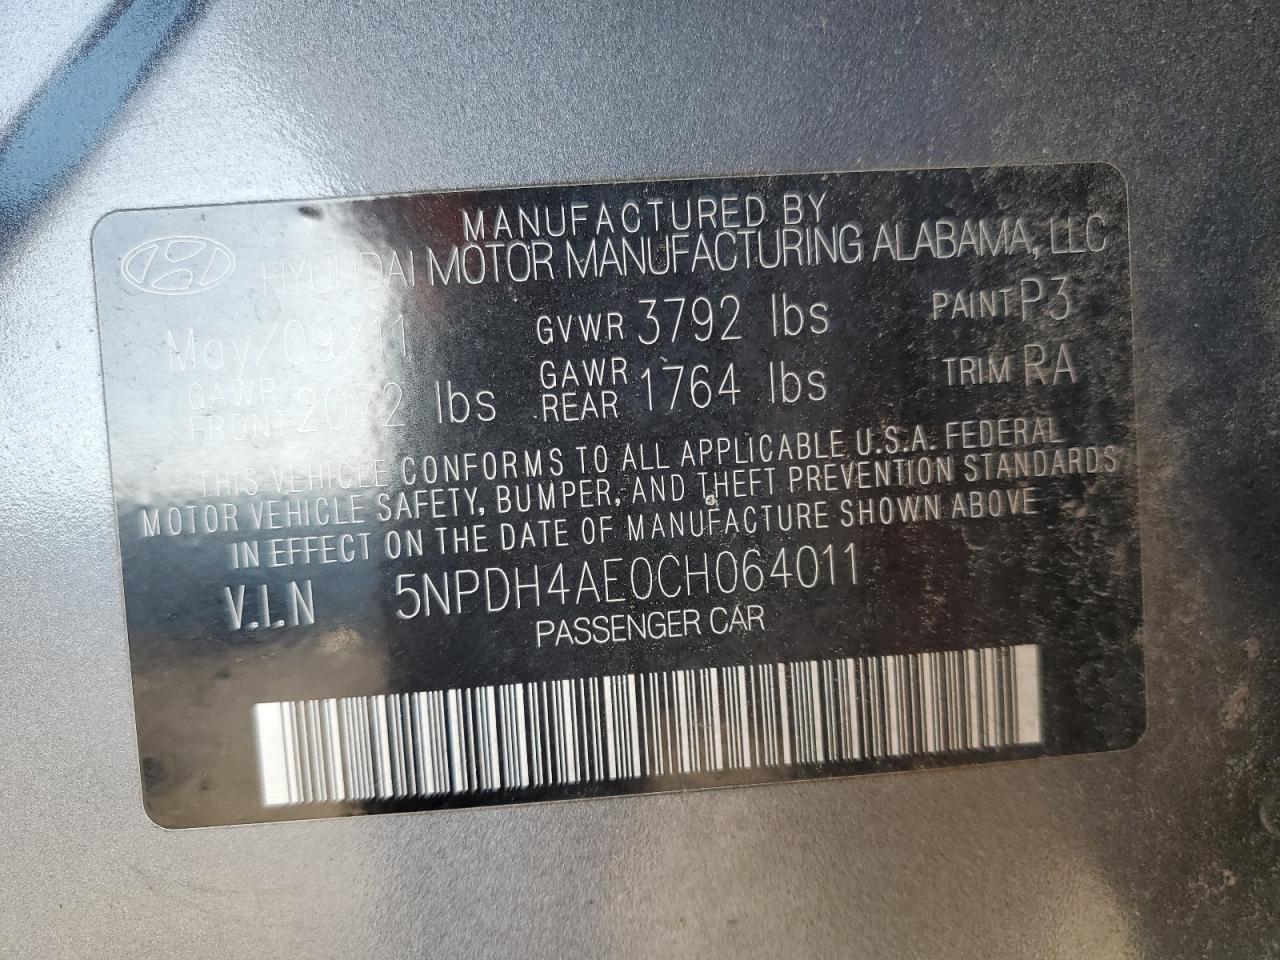 MANUFACTURED BY
HYUNDAI MOTOR MANUFACTURING ALABAMA, LLC
May/09/11 GVWR 3792 lbs PAINT P3
GAWR FRONT 2072 lbs GAWR REAR 1764 lbs TRIM RA
THIS VEHICLE CONFORMS TO ALL APPLICABLE U.S.A. FEDERAL
MOTOR VEHICLE SAFETY, BUMPER, AND THEFT PREVENTION STANDARDS
IN EFFECT ON THE DATE OF MANUFACTURE SHOWN ABOVE
V.I.N 5NPDH4AE0CH064011
PASSENGER CAR